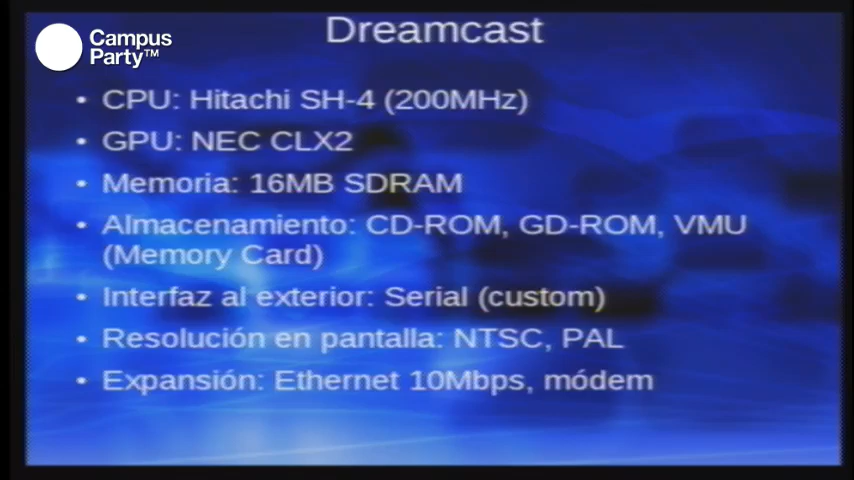 Dreamcast
Campus
Party™
• CPU: Hitachi SH-4 (200MHz)
• GPU: NEC CLX2
• Memoria: 16MB SDRAM
• Almacenamiento: CD-ROM, GD-ROM, VMU
(Memory Card)
• Interfaz al exterior: Serial (custom)
• Resolución en pantalla: NTSC, PAL
• Expansión: Ethernet 10Mbps, módem